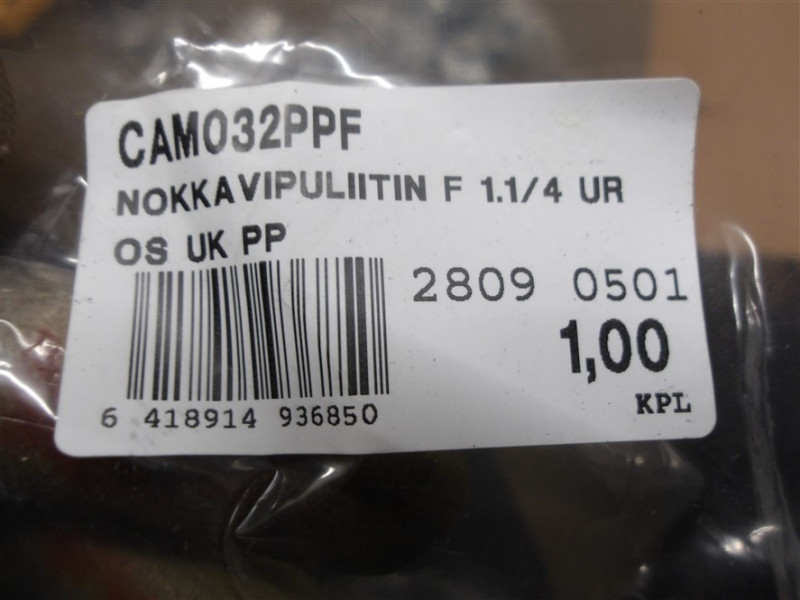 CAM032PPF
NOKKAVIPULIITIN F 1.1/4 UR
OS UK PP
2809 0501
1,00
KPL
6 418914 936850